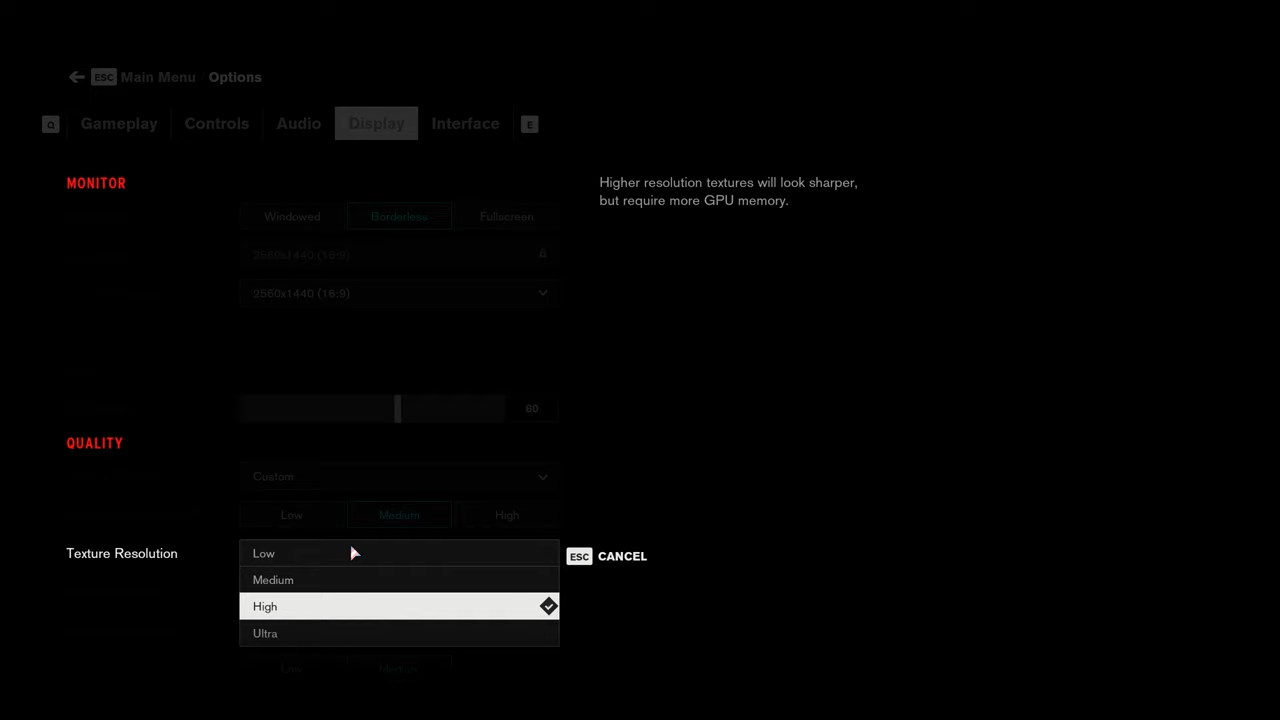 ESC Main Menu Options
Q Gameplay Controls Audio Display Interface E
MONITOR
Higher resolution textures will look sharper,
but require more GPU memory.
Windowed Borderless Fullscreen
2560x1440 (16:9)
2560x1440 (16:9)
60
QUALITY
Custom
Low Medium High
Texture Resolution
Low
ESC CANCEL
Medium
High
Ultra
Low Medium